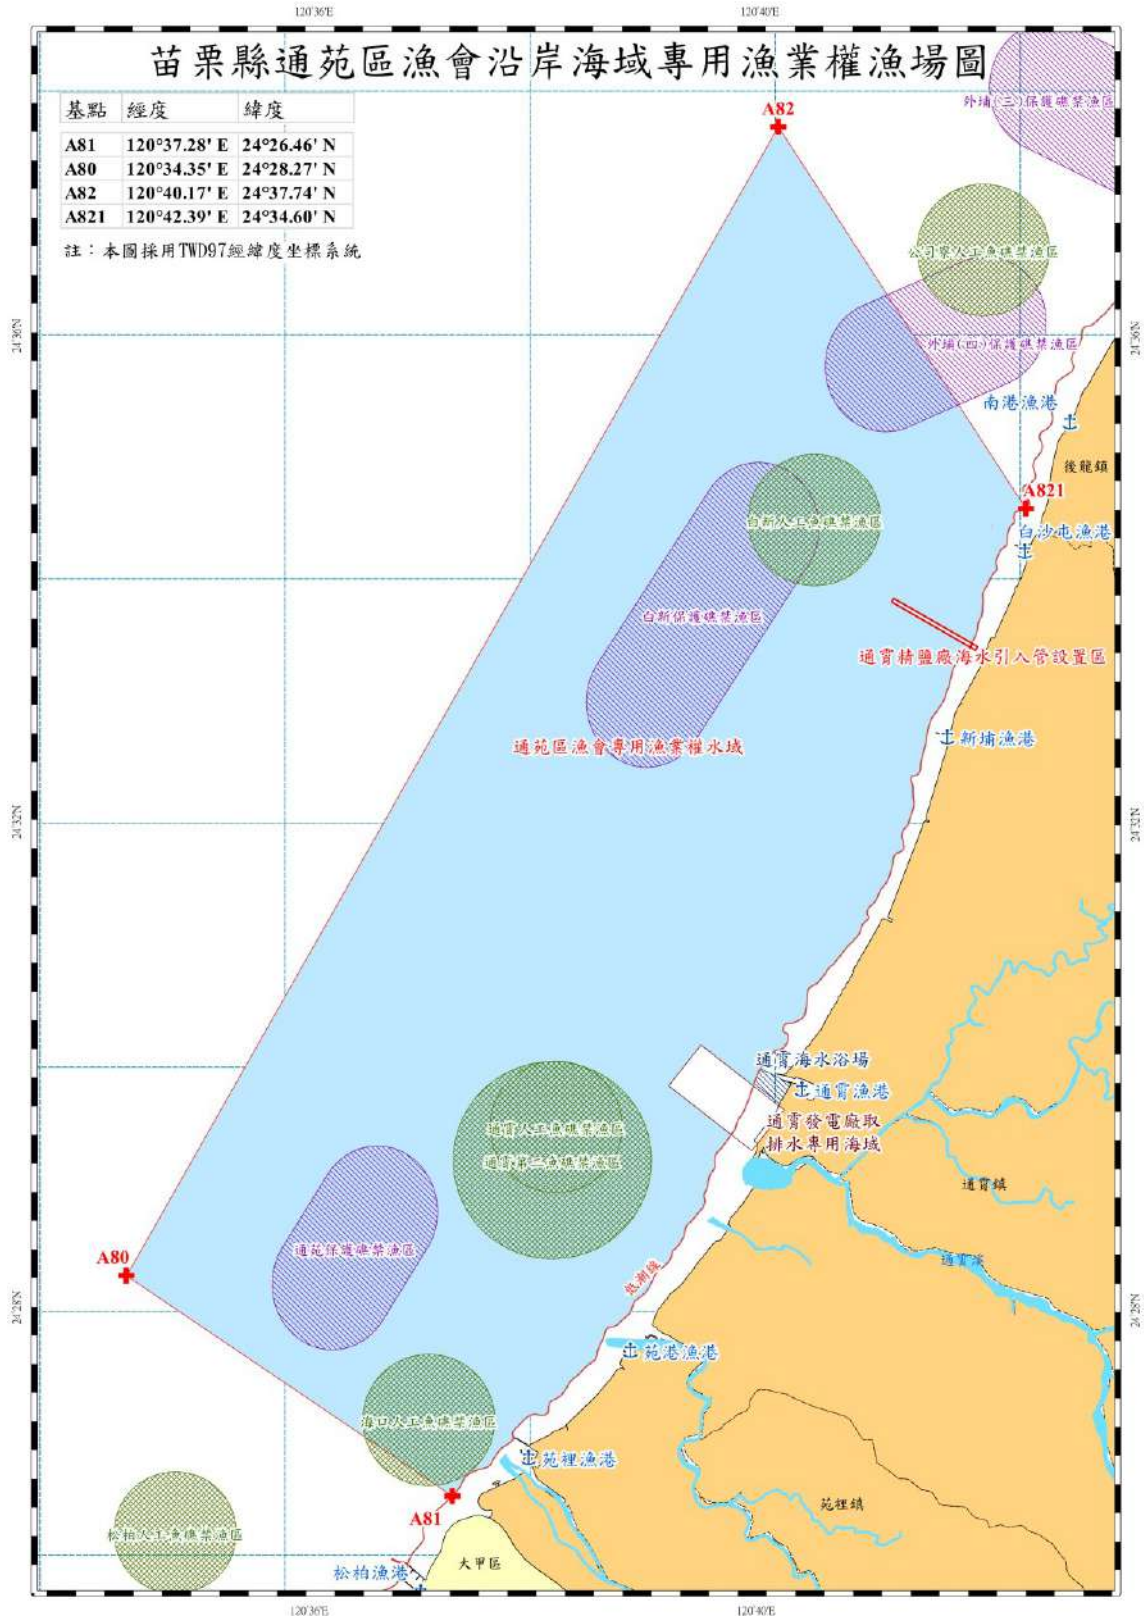 120°36'E
120°40'E
苗栗縣通苑區漁會沿岸海域專用漁業權漁場圖
基點 經度 緯度
A81 120°37.28' E 24°26.46' N
A80 120°34.35' E 24°28.27' N
A82 120°40.17' E 24°37.74' N
A821 120°42.39' E 24°34.60' N
註：本圖採用TWD97經緯度坐標系統
A82
外埔(三)保護礁禁漁區
公司寮人工魚礁禁漁區
24°36'N
24°36'N
外埔(四)保護礁禁漁區
南港漁港
後龍鎮
A821
白新人工魚礁禁漁區
白沙屯漁港
白新保護礁禁漁區
通霄精鹽廠海水引入管設置區
新埔漁港
通苑區漁會專用漁業權水域
24°32'N
24°32'N
通霄海水浴場
通霄漁港
通霄人工魚礁禁漁區
通霄發電廠取
排水專用海域
通霄第二魚礁禁漁區
通霄鎮
通苑保護礁禁漁區
A80
通霄溪
低潮線
24°28'N
24°28'N
苑港漁港
海口人工魚礁禁漁區
苑裡漁港
A81
苑裡鎮
松柏人工魚礁禁漁區
大甲區
松柏漁港
120°36'E
120°40'E